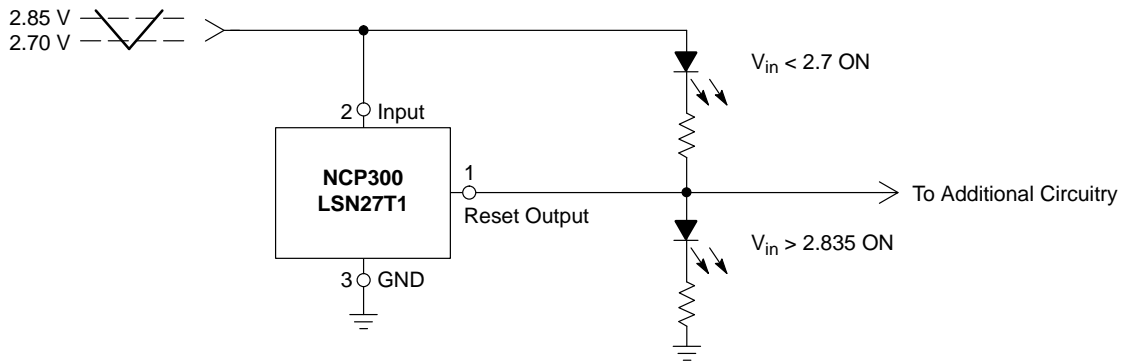 2.85 V
2.70 V
V_in < 2.7 ON
2 Input
NCP300
LSN27T1
1
Reset Output
To Additional Circuitry
V_in > 2.835 ON
3 GND